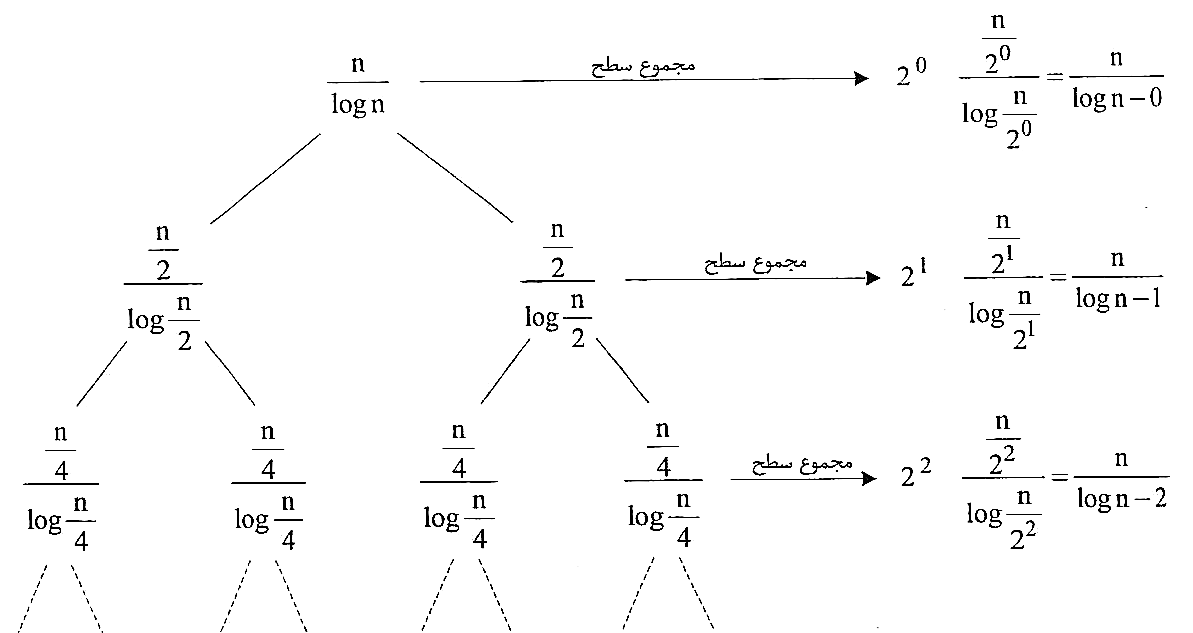 n/log n مجموع سطح 2^0 (n/2^0)/(log n/2^0) = n/(log n−0)
(n/2)/(log n/2) (n/2)/(log n/2) مجموع سطح 2^1 (n/2^1)/(log n/2^1) = n/(log n−1)
(n/4)/(log n/4) (n/4)/(log n/4) (n/4)/(log n/4) (n/4)/(log n/4) مجموع سطح 2^2 (n/2^2)/(log n/2^2) = n/(log n−2)